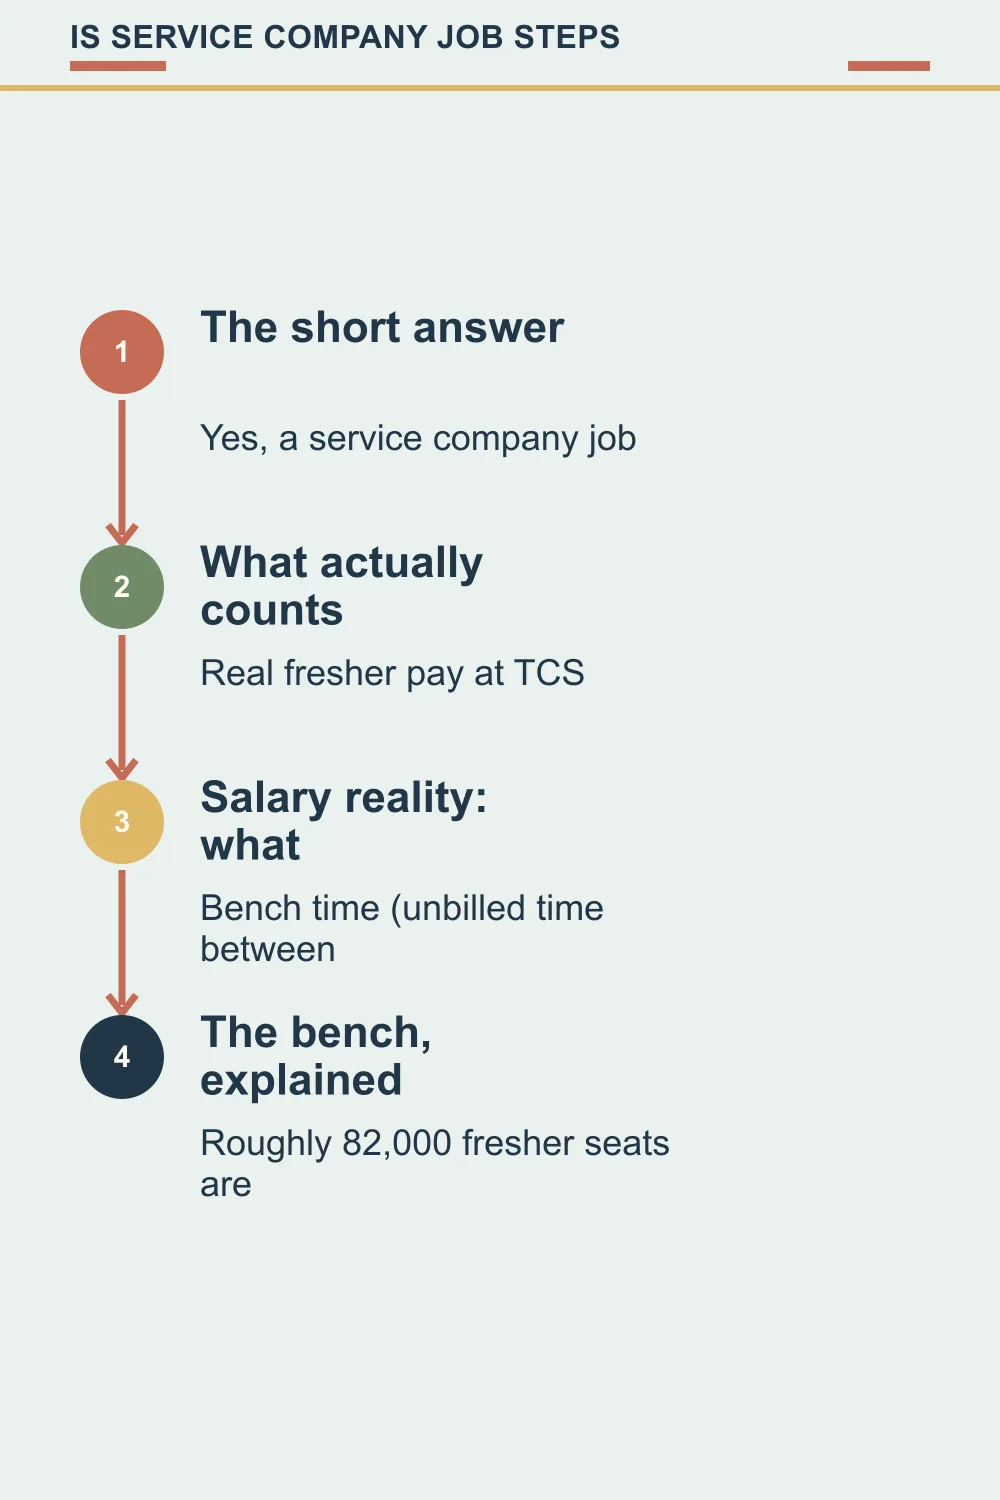 IS SERVICE COMPANY JOB STEPS
1
The short answer
Yes, a service company job
2
What actually
counts
Real fresher pay at TCS
3
Salary reality:
what
Bench time (unbilled time
between
4
The bench,
explained
Roughly 82,000 fresher seats
are